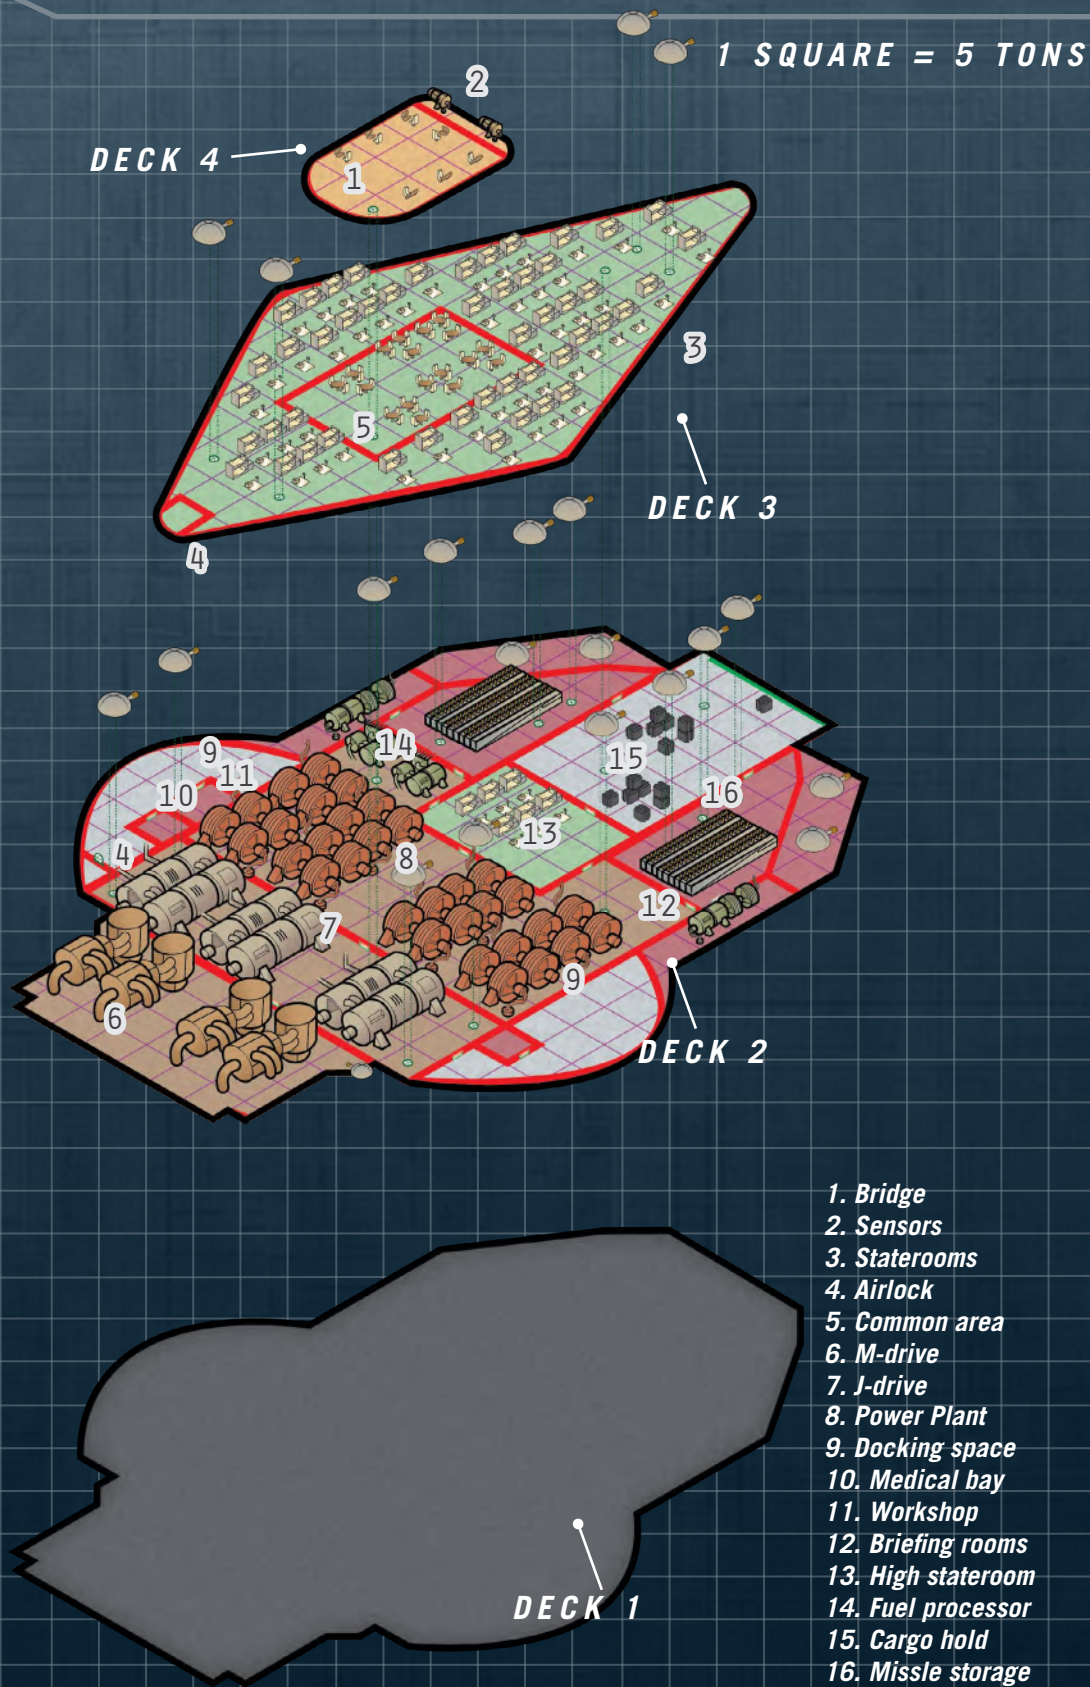 1 SQUARE = 5 TONS
2
DECK 4
1
3
5
DECK 3
4
9
14
11
15
10
16
13
4
8
12
7
9
6
DECK 2
1. Bridge
2. Sensors
3. Staterooms
4. Airlock
5. Common area
6. M-drive
7. J-drive
8. Power Plant
9. Docking space
10. Medical bay
11. Workshop
12. Briefing rooms
13. High stateroom
14. Fuel processor
15. Cargo hold
16. Missle storage
DECK 1